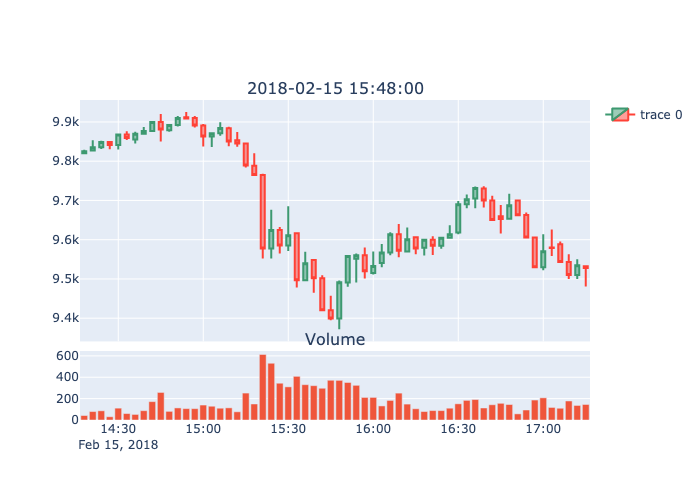 2018-02-15 15:48:00
trace 0
9.9k
9.8k
9.7k
9.6k
9.5k
9.4k
Volume
600
400
200
0
14:30 15:00 15:30 16:00 16:30 17:00
Feb 15, 2018